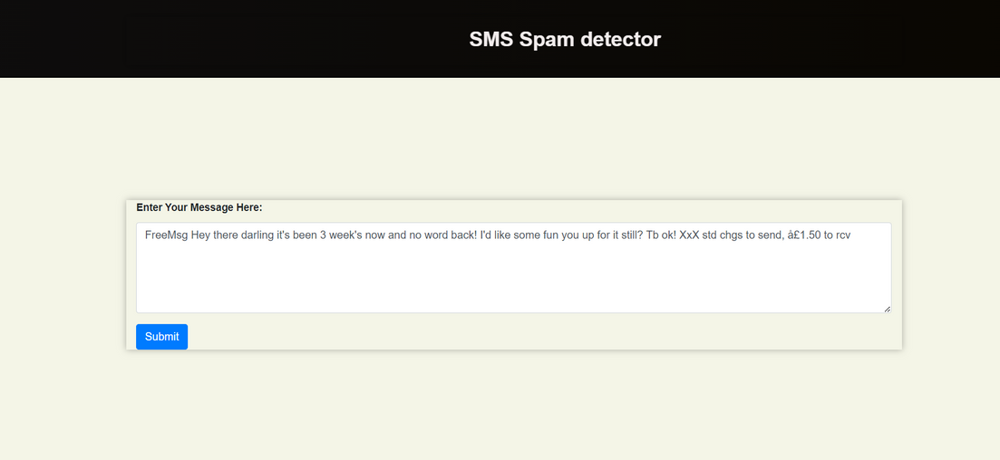 SMS Spam detector
Enter Your Message Here:
FreeMsg Hey there darling it's been 3 week's now and no word back! I'd like some fun you up for it still? Tb ok! XxX std chgs to send, å£1.50 to rcv
Submit